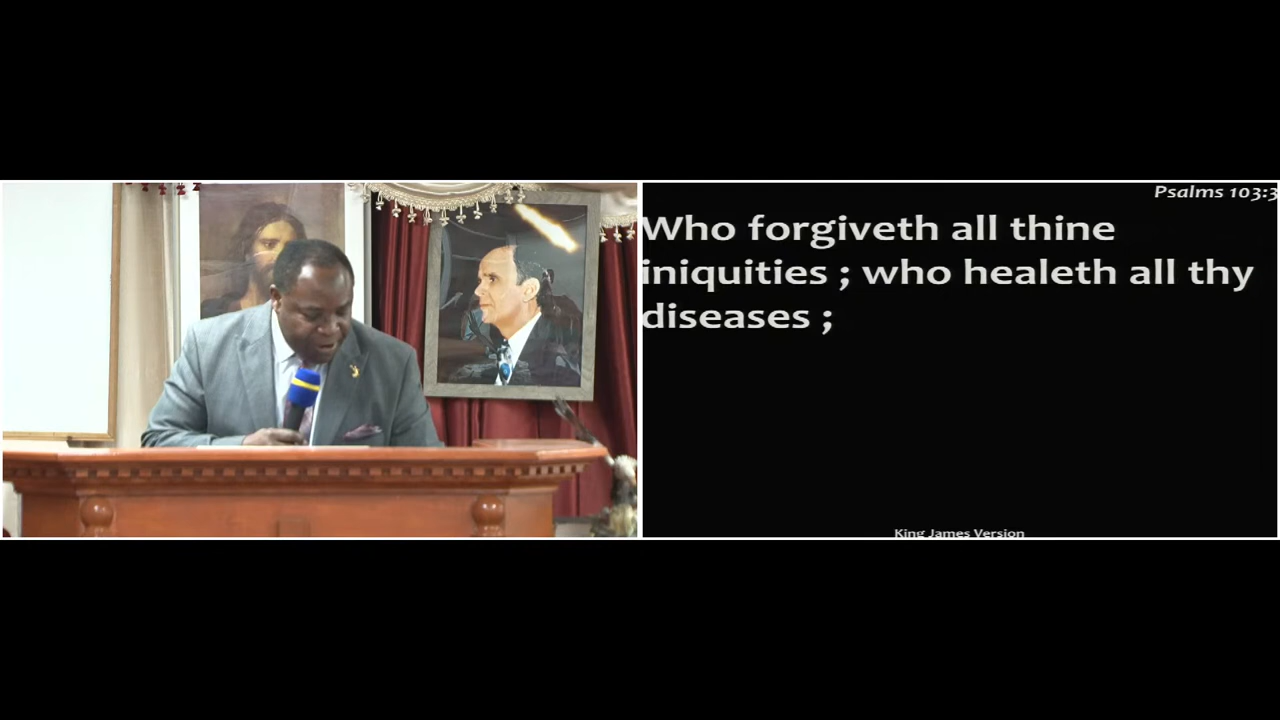 Psalms 103:3
Who forgiveth all thine
iniquities ; who healeth all thy
diseases ;
King James Version